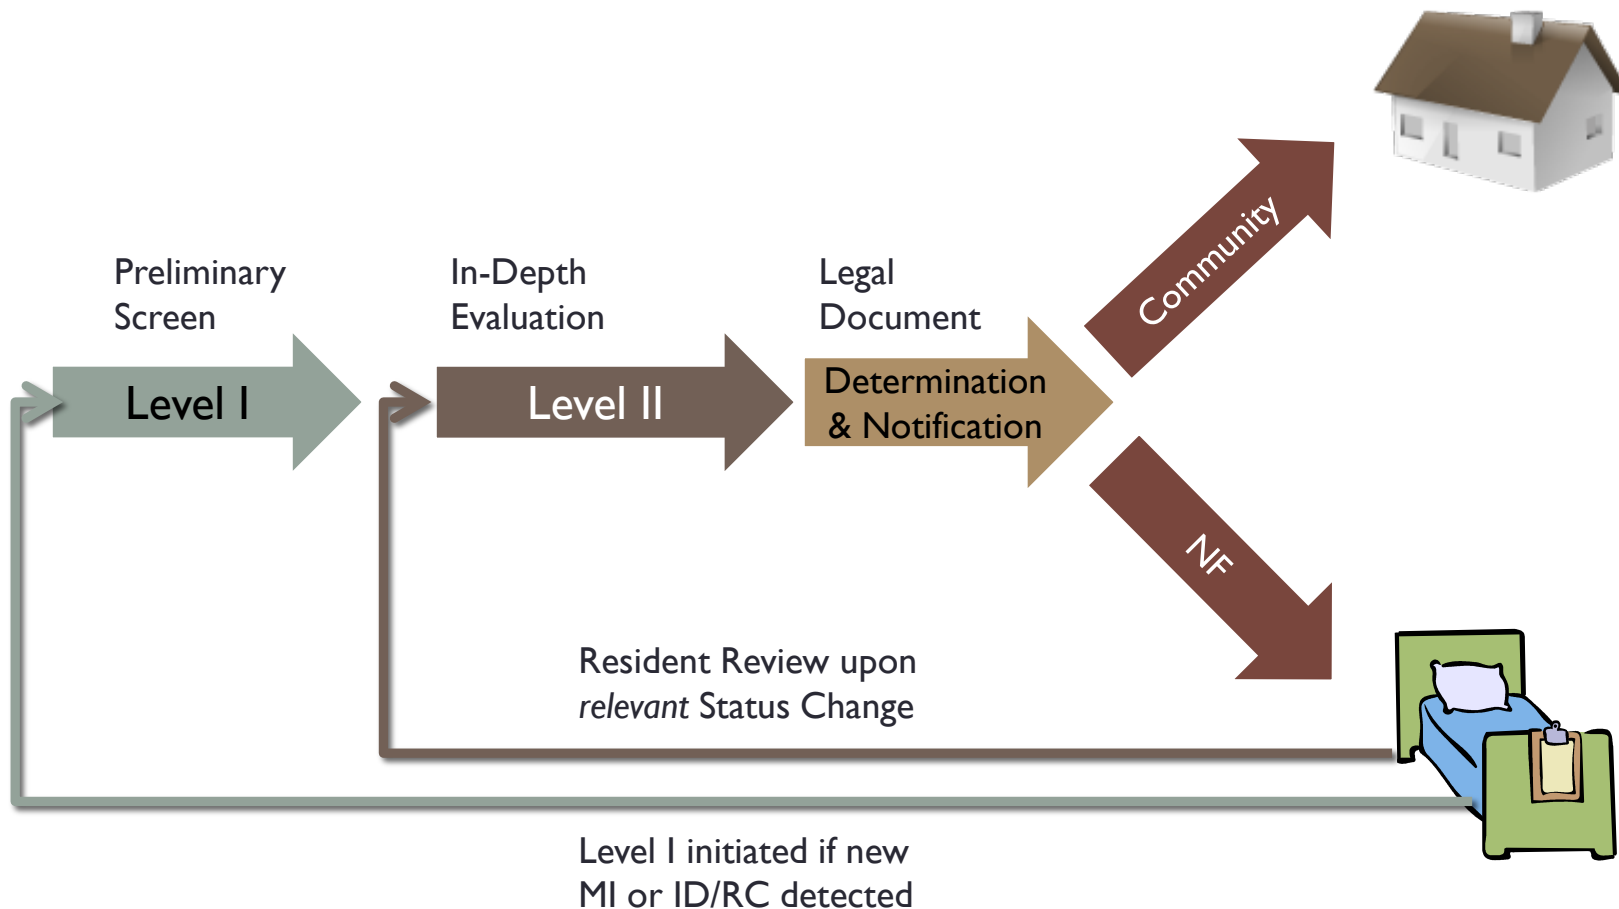 Preliminary
Screen
Level I
In-Depth
Evaluation
Level II
Legal
Document
Determination
& Notification
Community
NF
Resident Review upon
relevant Status Change
Level I initiated if new
MI or ID/RC detected